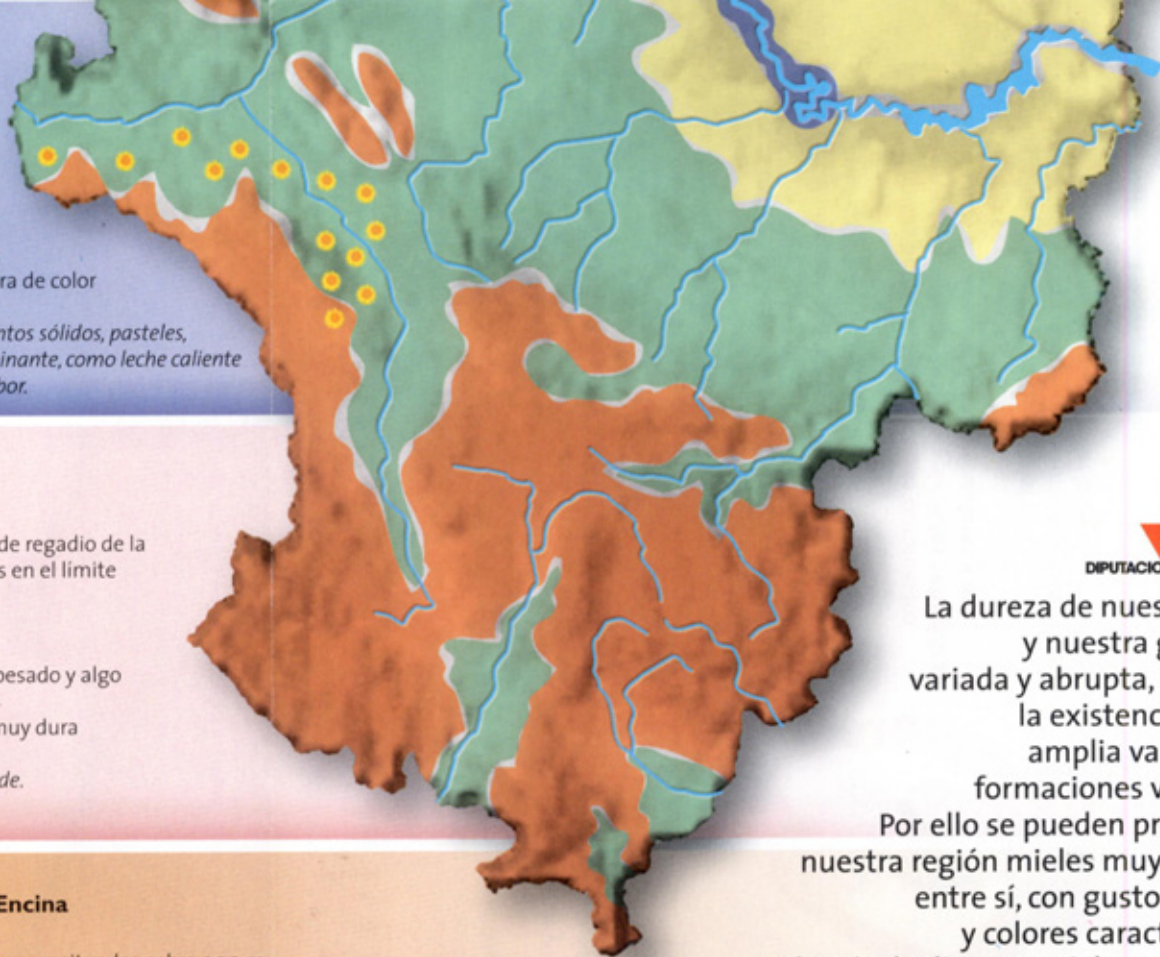 ra de color
ntos sólidos, pasteles,
inante, como leche caliente
bor.
de regadio de la
s en el límite
pesado y algo
muy dura
de.
Encina
DIPUTACIO
La dureza de nues
y nuestra g
variada y abrupta,
la existenc
amplia va
formaciones v
Por ello se pueden pr
nuestra región mieles muy
entre sí, con gusto
y colores caract